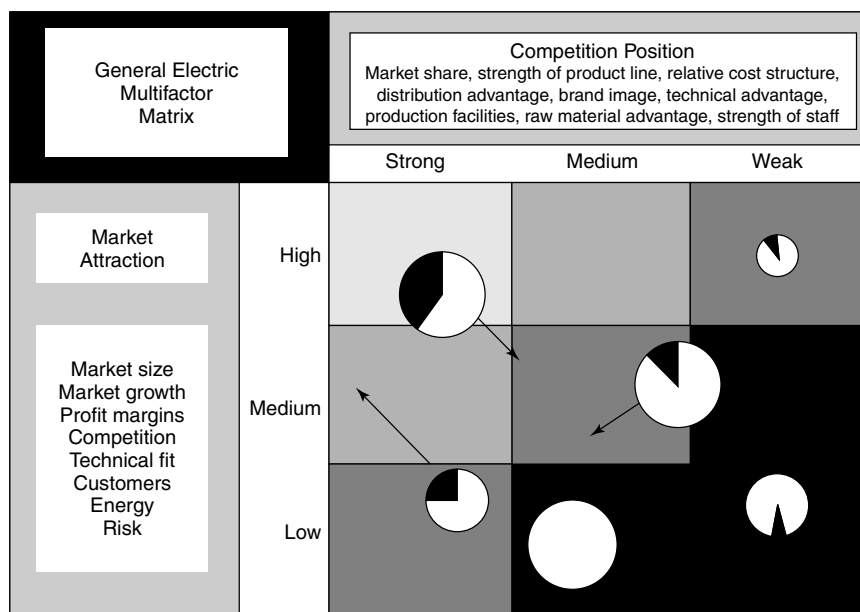 General Electric
Multifactor
Matrix
Competition Position
Market share, strength of product line, relative cost structure,
distribution advantage, brand image, technical advantage,
production facilities, raw material advantage, strength of staff
Strong
Medium
Weak
Market
Attraction
High
Market size
Market growth
Profit margins
Competition
Technical fit
Customers
Energy
Risk
Medium
Low